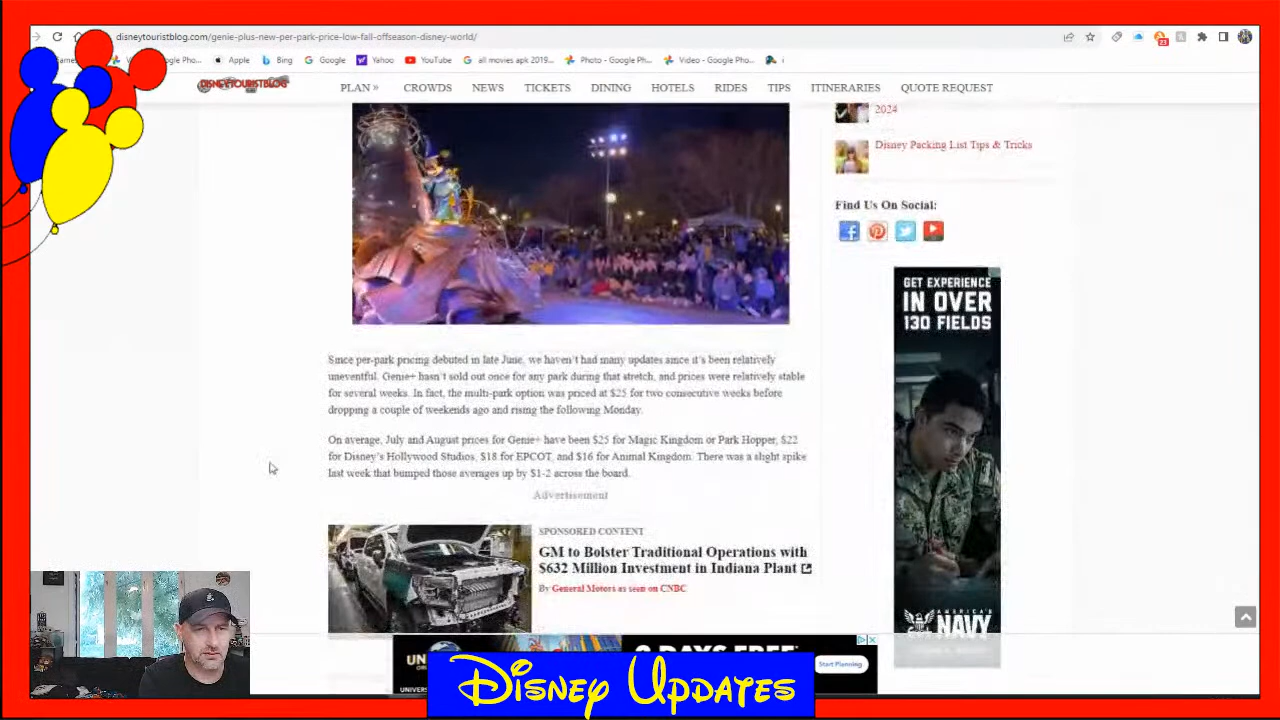 disneytouristblog.com/genie-plus-new-per-park-price-low-fall-offseason-disney-world/
Google Pho... Apple Bing Google Yahoo YouTube all movies apk 2019... Photo - Google Ph... Video - Google Pho...
23
DISNEYTOURISTBLOG
PLAN » CROWDS NEWS TICKETS DINING HOTELS RIDES TIPS ITINERARIES QUOTE REQUEST
2024
Disney Packing List Tips & Tricks
Find Us On Social:
Since per-park pricing debuted in late June, we haven't had many updates since it's been relatively
uneventful. Genie+ hasn't sold out once for any park during that stretch, and prices were relatively stable
for several weeks. In fact, the multi-park option was priced at $25 for two consecutive weeks before
dropping a couple of weekends ago and rising the following Monday.
On average, July and August prices for Genie+ have been $25 for Magic Kingdom or Park Hopper, $22
for Disney's Hollywood Studios, $18 for EPCOT, and $16 for Animal Kingdom. There was a slight spike
last week that bumped those averages up by $1-2 across the board.
Advertisement
SPONSORED CONTENT
GM to Bolster Traditional Operations with
$632 Million Investment in Indiana Plant
By General Motors as seen on CNBC
GET EXPERIENCE
IN OVER
130 FIELDS
AMERICA'S
NAVY
Start Planning
DISNEY UPDATES